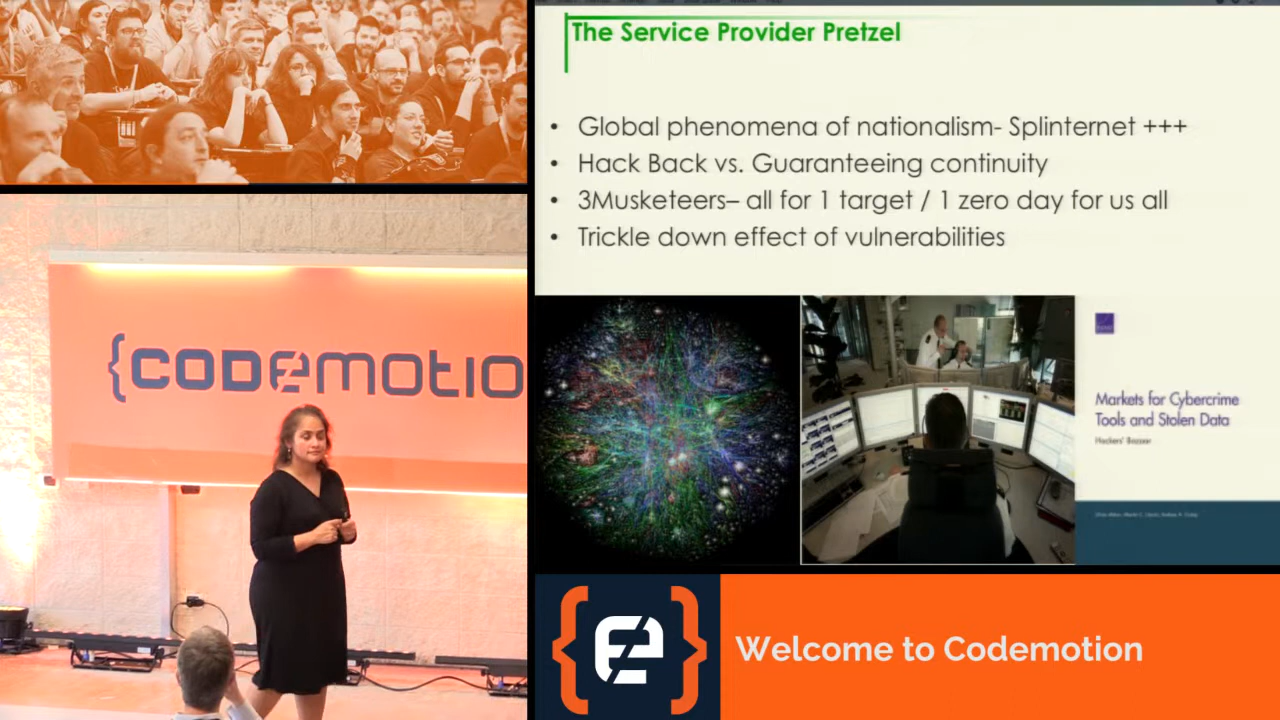 The Service Provider Pretzel
• Global phenomena of nationalism- Splinternet +++
• Hack Back vs. Guaranteeing continuity
• 3Musketeers– all for 1 target / 1 zero day for us all
• Trickle down effect of vulnerabilities
{CODEMOTIO
Markets for Cybercrime
Tools and Stolen Data
Hackers' Bazaar
Welcome to Codemotion